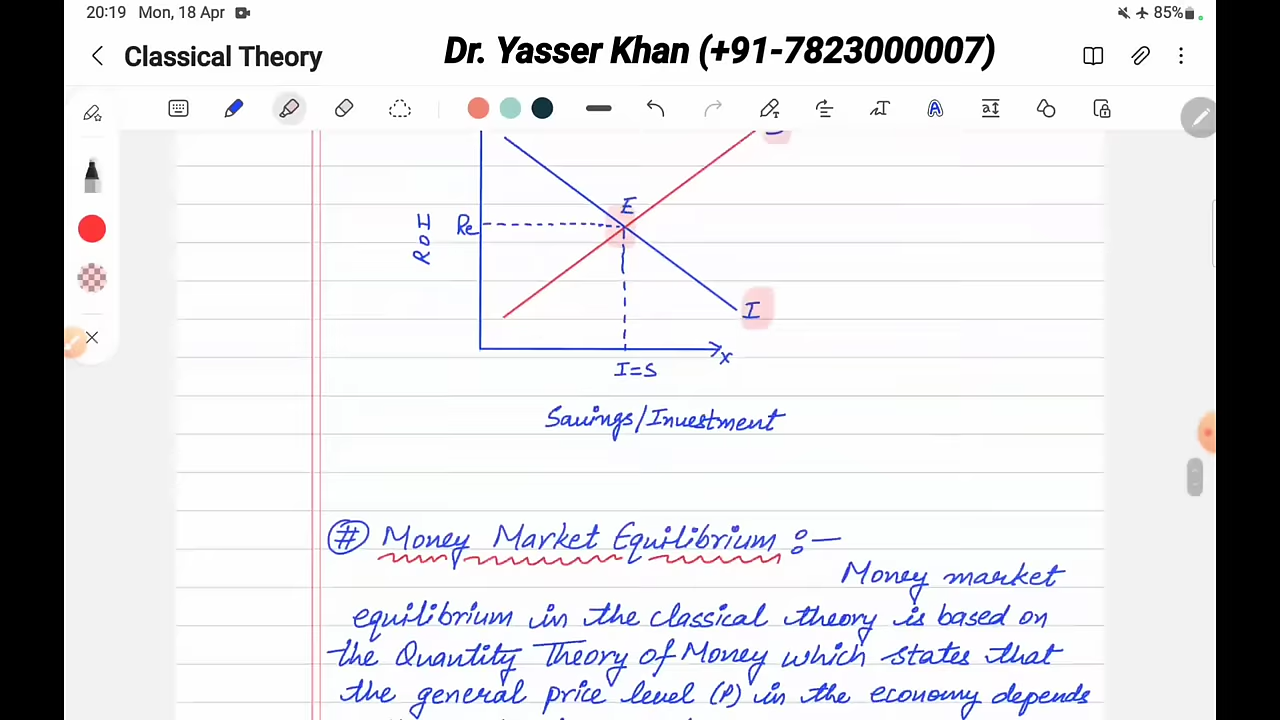 20:19 Mon, 18 Apr 85%
Classical Theory
Dr. Yasser Khan (+91-7823000007)
E
ROI
Re
I
x
I=S
Savings/Investment
# Money Market Equilibrium :—
Money market
equilibrium in the classical theory is based on
the Quantity Theory of Money which states that
the general price level (P) in the economy depends